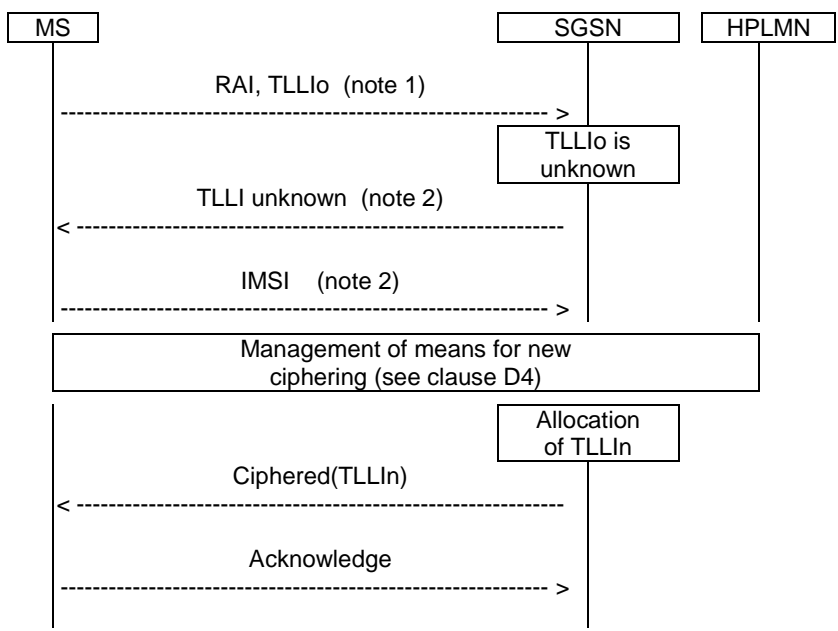 MS
SGSN
HPLMN
RAI, TLLIo (note 1)
TLLIo is
unknown
TLLI unknown (note 2)
IMSI (note 2)
Management of means for new
ciphering (see clause D4)
Allocation
of TLLIn
Ciphered(TLLIn)
Acknowledge